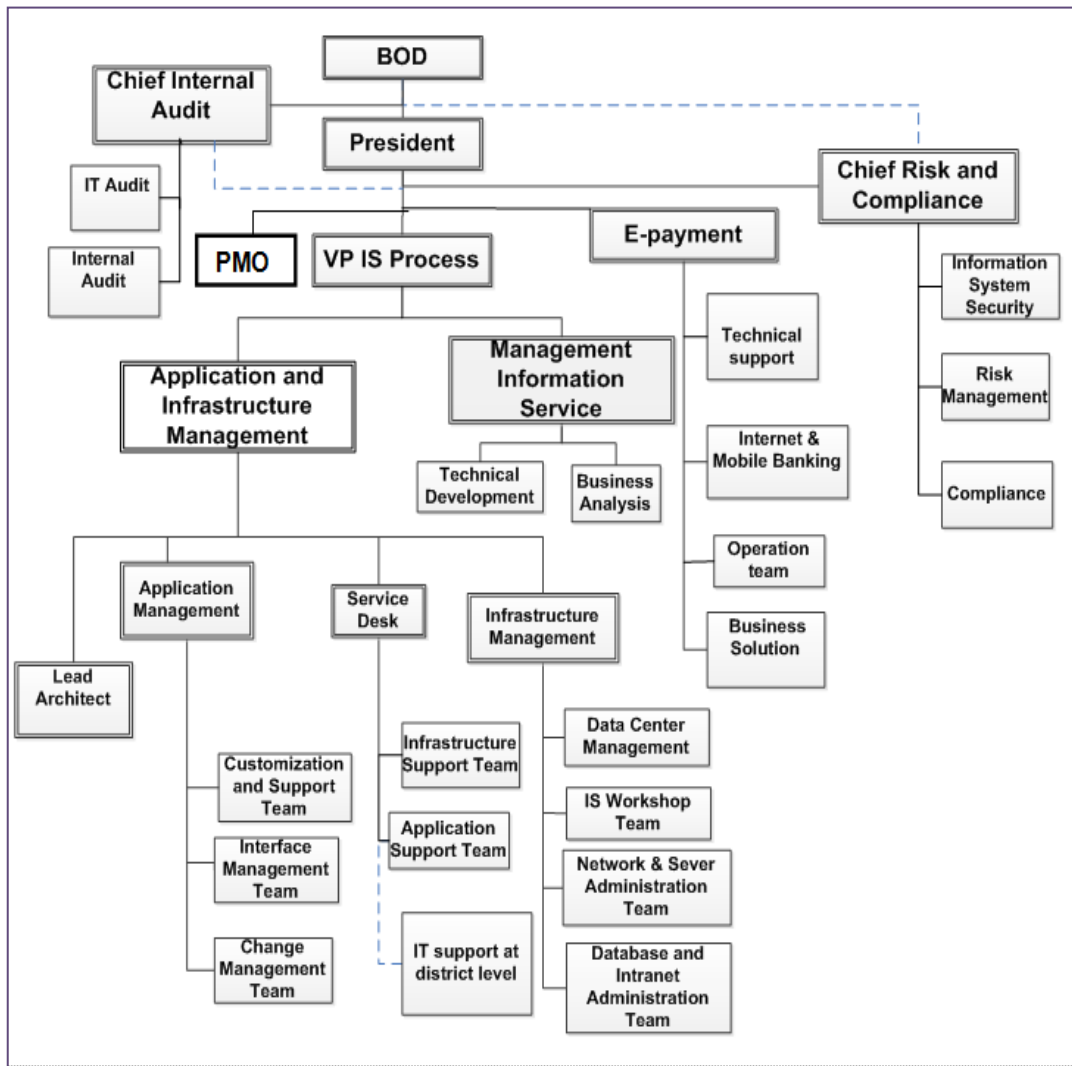 BOD
Chief Internal
Audit
President
Chief Risk and
Compliance
IT Audit
Internal
Audit
PMO
VP IS Process
E-payment
Information
System
Security
Technical
support
Risk
Management
Application and
Infrastructure
Management
Management
Information
Service
Internet &
Mobile Banking
Technical
Development
Business
Analysis
Compliance
Operation
team
Application
Management
Service
Desk
Infrastructure
Management
Business
Solution
Lead
Architect
Customization
and Support
Team
Interface
Management
Team
Change
Management
Team
Infrastructure
Support Team
Application
Support Team
IT support at
district level
Data Center
Management
IS Workshop
Team
Network & Sever
Administration
Team
Database and
Intranet
Administration
Team